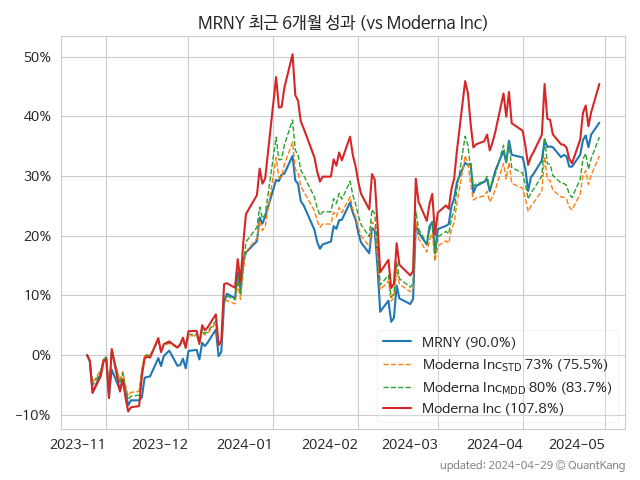 MRNY 최근 6개월 성과 (vs Moderna Inc)
50%
40%
30%
20%
10%
0%
−10%
MRNY (90.0%)
Moderna Inc_STD 73% (75.5%)
Moderna Inc_MDD 80% (83.7%)
Moderna Inc (107.8%)
2023-11 2023-12 2024-01 2024-02 2024-03 2024-04 2024-05
updated: 2024-04-29 © QuantKang